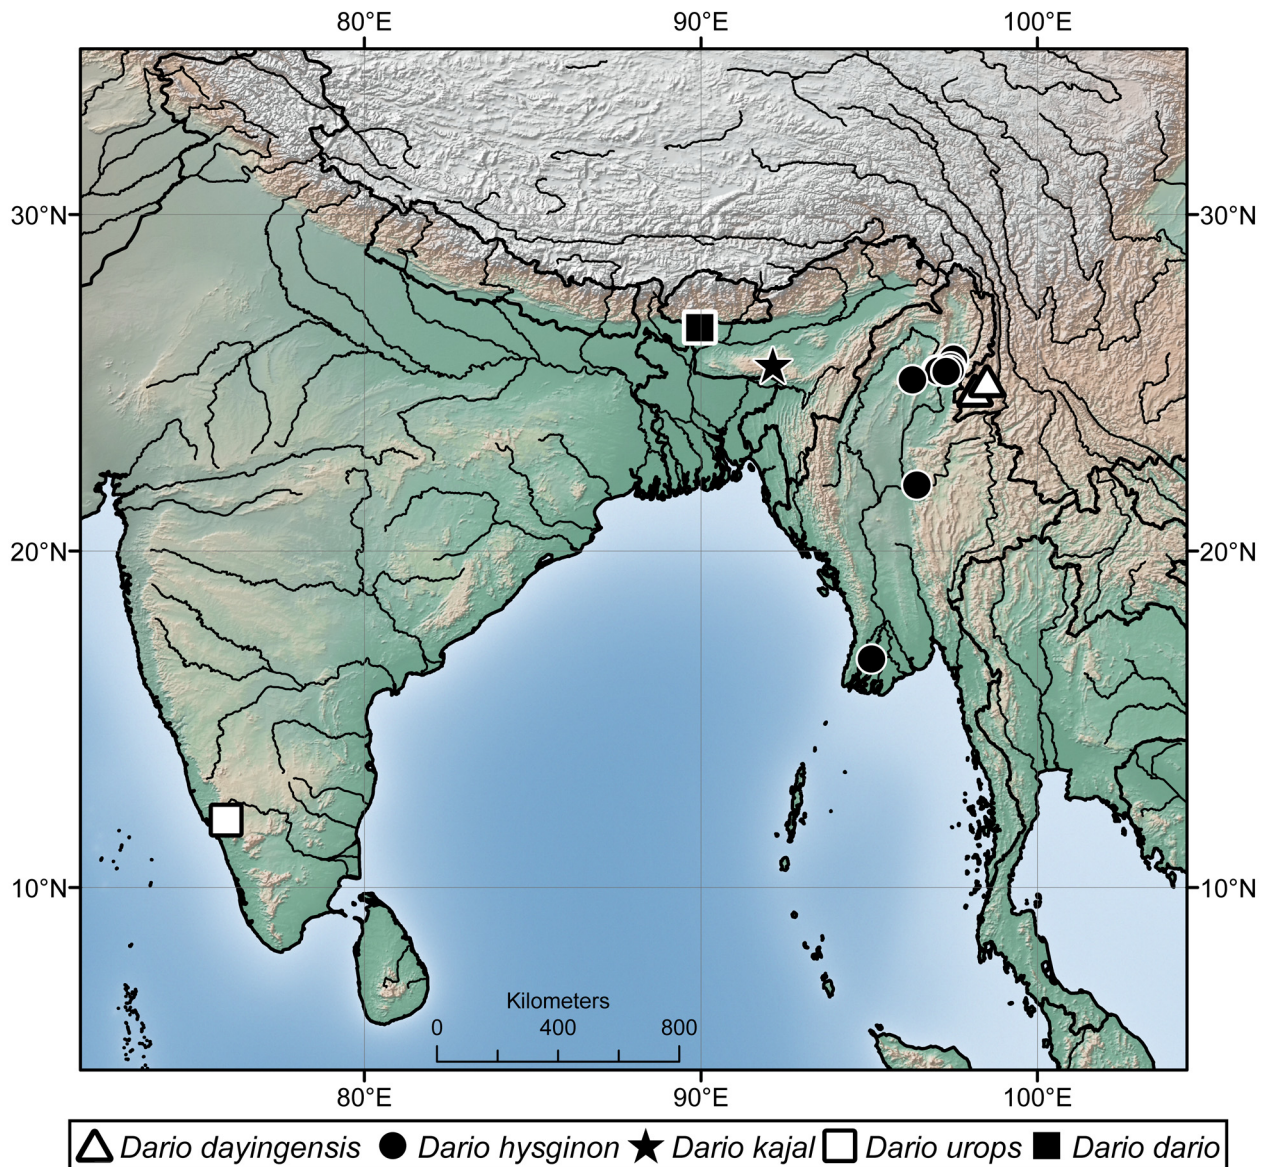 80°E 90°E 100°E
30°N 30°N
20°N 20°N
10°N 10°N
Kilometers
0 400 800
80°E 90°E 100°E
Dario dayingensis Dario hysginon Dario kajal Dario urops Dario dario